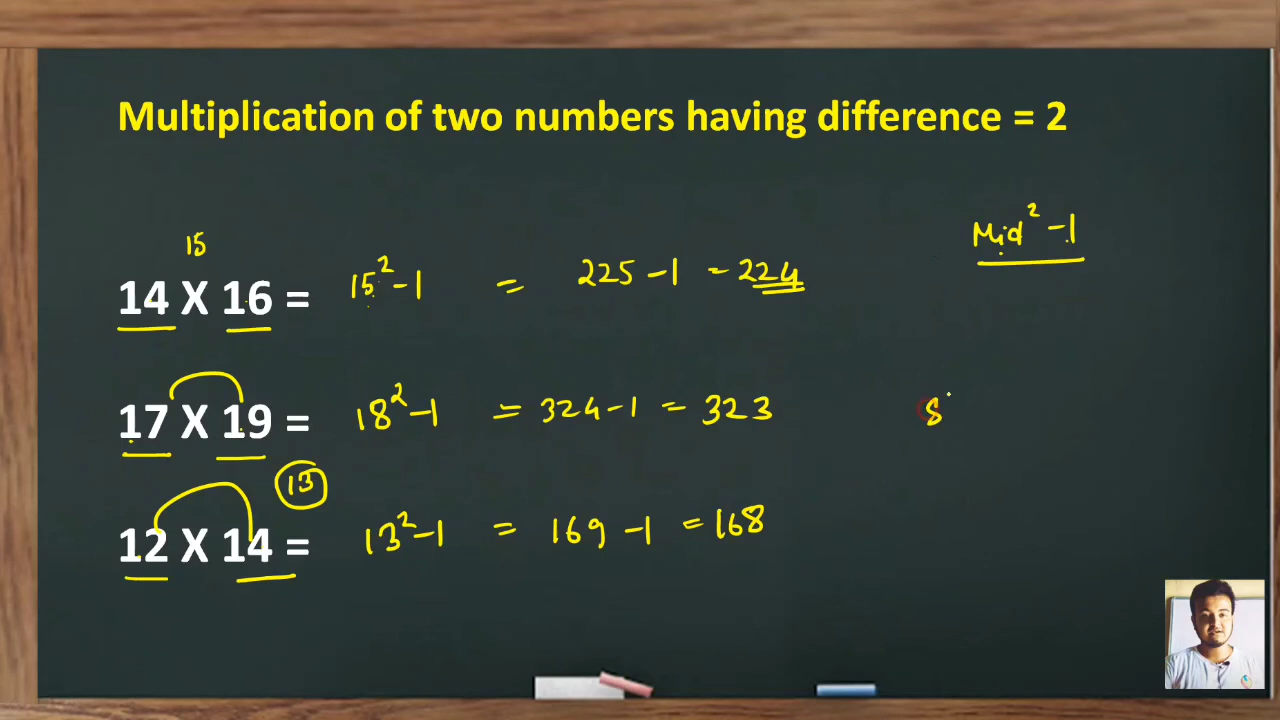 Multiplication of two numbers having difference = 2
Mid² -1
15
14 X 16 = 15² -1 = 225 -1 = 224
17 X 19 = 18² -1 = 324 -1 = 323
8
13
12 X 14 = 13² -1 = 169 -1 = 168